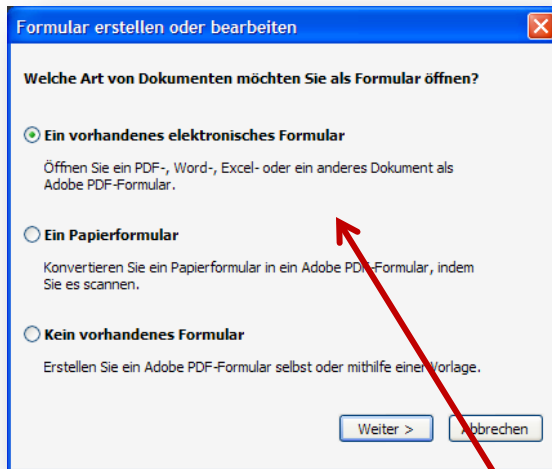 Formular erstellen oder bearbeiten
Welche Art von Dokumenten möchten Sie als Formular öffnen?
Ein vorhandenes elektronisches Formular
Öffnen Sie ein PDF-, Word-, Excel- oder ein anderes Dokument als
Adobe PDF-Formular.
Ein Papierformular
Konvertieren Sie ein Papierformular in ein Adobe PDF-Formular, indem
Sie es scannen.
Kein vorhandenes Formular
Erstellen Sie ein Adobe PDF-Formular selbst oder mithilfe einer Vorlage.
Weiter >
Abbrechen